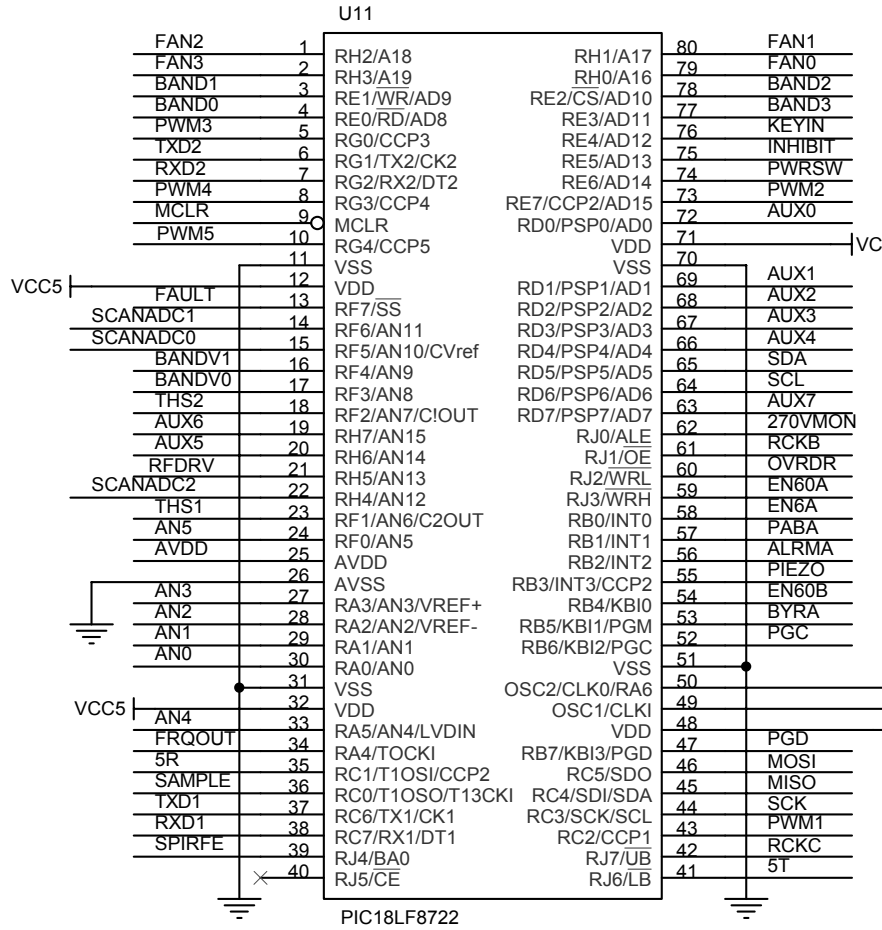 U11
FAN2 1 RH2/A18 RH1/A17 80 FAN1
FAN3 2 RH3/A19 RH0/A16 79 FAN0
BAND1 3 RE1/WR/AD9 RE2/CS/AD10 78 BAND2
BAND0 4 RE0/RD/AD8 RE3/AD11 77 BAND3
PWM3 5 RG0/CCP3 RE4/AD12 76 KEYIN
TXD2 6 RG1/TX2/CK2 RE5/AD13 75 INHIBIT
RXD2 7 RG2/RX2/DT2 RE6/AD14 74 PWRSW
PWM4 8 RG3/CCP4 RE7/CCP2/AD15 73 PWM2
MCLR 9 MCLR RD0/PSP0/AD0 72 AUX0
PWM5 10 RG4/CCP5 VDD 71 VC
11 VSS VSS 70
VCC5 12 VDD RD1/PSP1/AD1 69 AUX1
FAULT 13 RF7/SS RD2/PSP2/AD2 68 AUX2
SCANADC1 14 RF6/AN11 RD3/PSP3/AD3 67 AUX3
SCANADC0 15 RF5/AN10/CVref RD4/PSP4/AD4 66 AUX4
BANDV1 16 RF4/AN9 RD5/PSP5/AD5 65 SDA
BANDV0 17 RF3/AN8 RD6/PSP6/AD6 64 SCL
THS2 18 RF2/AN7/C!OUT RD7/PSP7/AD7 63 AUX7
AUX6 19 RH7/AN15 RJ0/ALE 62 270VMON
AUX5 20 RH6/AN14 RJ1/OE 61 RCKB
RFDRV 21 RH5/AN13 RJ2/WRL 60 OVRDR
SCANADC2 22 RH4/AN12 RJ3/WRH 59 EN60A
THS1 23 RF1/AN6/C2OUT RB0/INT0 58 EN6A
AN5 24 RF0/AN5 RB1/INT1 57 PABA
AVDD 25 AVDD RB2/INT2 56 ALRMA
26 AVSS RB3/INT3/CCP2 55 PIEZO
AN3 27 RA3/AN3/VREF+ RB4/KBI0 54 EN60B
AN2 28 RA2/AN2/VREF- RB5/KBI1/PGM 53 BYRA
AN1 29 RA1/AN1 RB6/KBI2/PGC 52 PGC
AN0 30 RA0/AN0 VSS 51
31 VSS OSC2/CLK0/RA6 50
VCC5 32 VDD OSC1/CLKI 49
AN4 33 RA5/AN4/LVDIN VDD 48
FRQOUT 34 RA4/TOCKI RB7/KBI3/PGD 47 PGD
5R 35 RC1/T1OSI/CCP2 RC5/SDO 46 MOSI
SAMPLE 36 RC0/T1OSO/T13CKI RC4/SDI/SDA 45 MISO
TXD1 37 RC6/TX1/CK1 RC3/SCK/SCL 44 SCK
RXD1 38 RC7/RX1/DT1 RC2/CCP1 43 PWM1
SPIRFE 39 RJ4/BA0 RJ7/UB 42 RCKC
40 RJ5/CE RJ6/LB 41 5T
PIC18LF8722